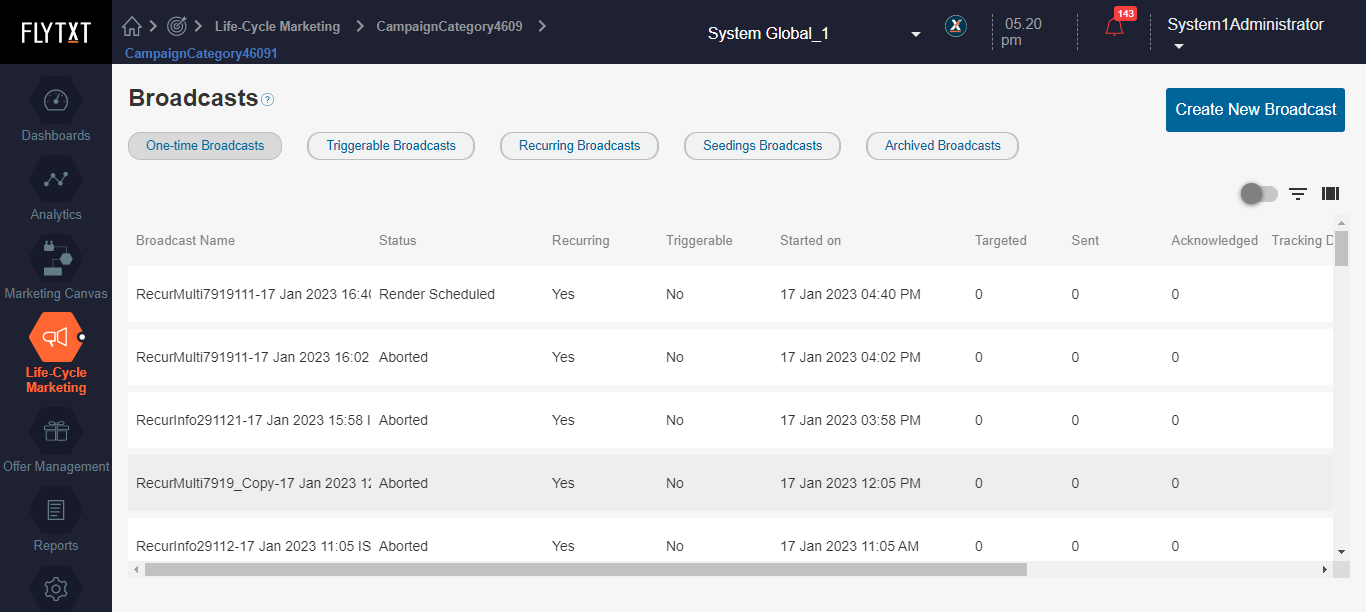 FLYTXT
Life-Cycle Marketing
CampaignCategory4609
CampaignCategory46091
System Global_1
05.20
pm
143
System1Administrator
Dashboards
Analytics
Marketing Canvas
Life-Cycle
Marketing
Offer Management
Reports
Broadcasts ?
Create New Broadcast
One-time Broadcasts Triggerable Broadcasts Recurring Broadcasts Seedings Broadcasts Archived Broadcasts
Broadcast Name Status Recurring Triggerable Started on Targeted Sent Acknowledged Tracking D
RecurMulti7919111-17 Jan 2023 16:40 Render Scheduled Yes No 17 Jan 2023 04:40 PM 0 0 0
RecurMulti791911-17 Jan 2023 16:02 Aborted Yes No 17 Jan 2023 04:02 PM 0 0 0
RecurInfo291121-17 Jan 2023 15:58 I Aborted Yes No 17 Jan 2023 03:58 PM 0 0 0
RecurMulti7919_Copy-17 Jan 2023 12 Aborted Yes No 17 Jan 2023 12:05 PM 0 0 0
RecurInfo29112-17 Jan 2023 11:05 IS Aborted Yes No 17 Jan 2023 11:05 AM 0 0 0